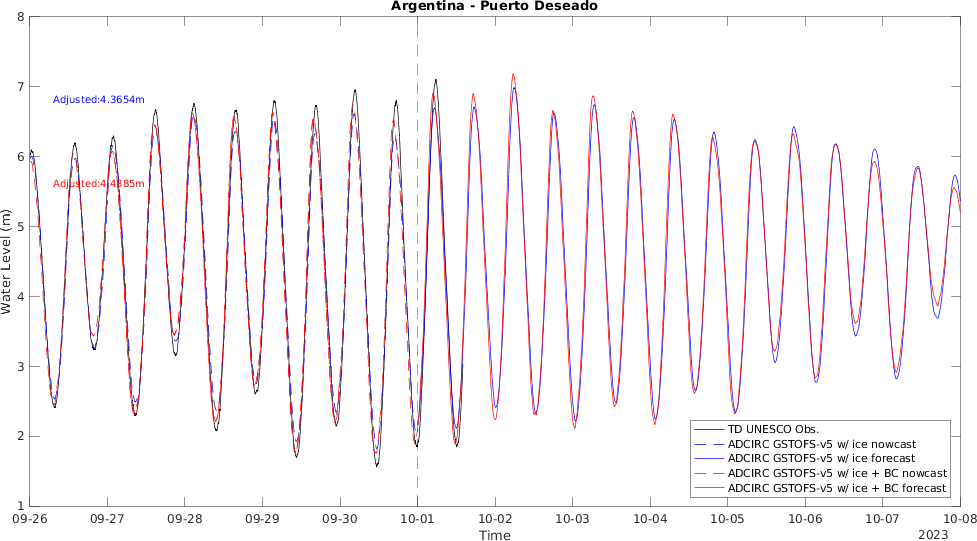 Argentina - Puerto Deseado
8
7
6
5
4
3
2
1
Water Level (m)
Adjusted:4.3654m
Adjusted:4.4385m
TD UNESCO Obs.
ADCIRC GSTOFS-v5 w/ ice nowcast
ADCIRC GSTOFS-v5 w/ ice forecast
ADCIRC GSTOFS-v5 w/ ice + BC nowcast
ADCIRC GSTOFS-v5 w/ ice + BC forecast
09-26 09-27 09-28 09-29 09-30 10-01 10-02 10-03 10-04 10-05 10-06 10-07 10-08
Time
2023